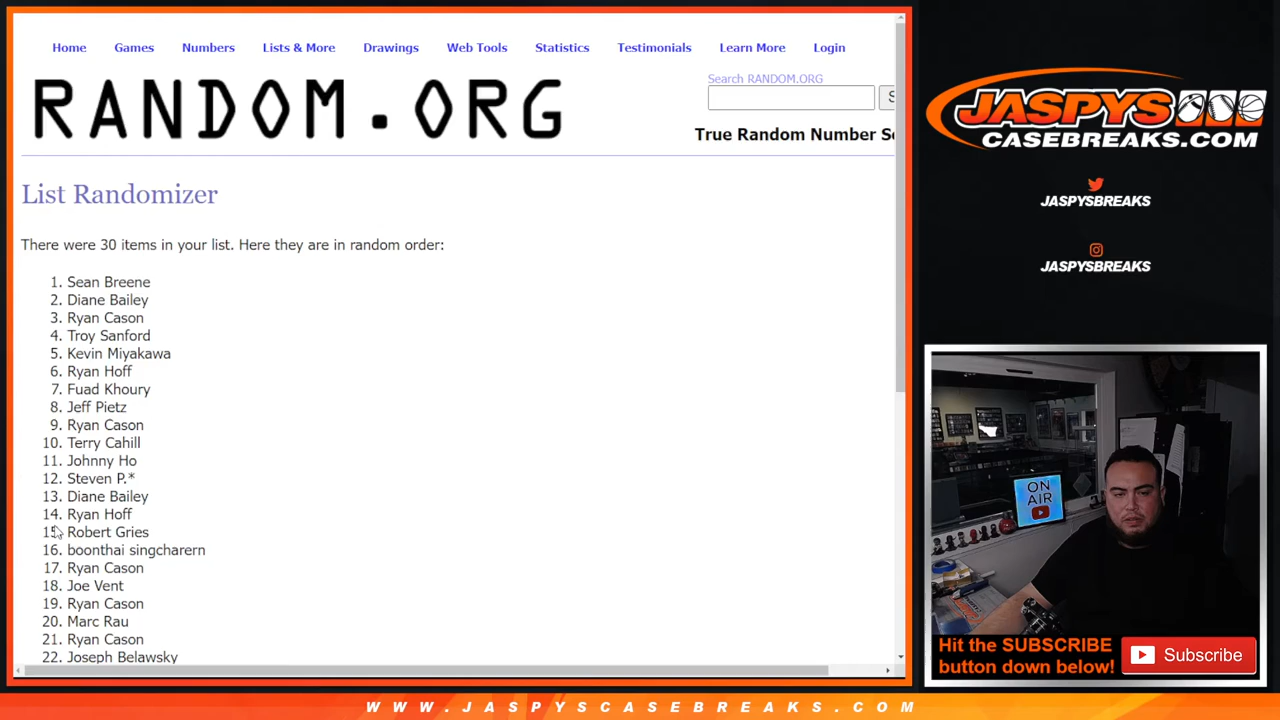 Home Games Numbers Lists & More Drawings Web Tools Statistics Testimonials Learn More Login
Search RANDOM.ORG
RANDOM.ORG
S
True Random Number Se
List Randomizer
There were 30 items in your list. Here they are in random order:
1. Sean Breene
2. Diane Bailey
3. Ryan Cason
4. Troy Sanford
5. Kevin Miyakawa
6. Ryan Hoff
7. Fuad Khoury
8. Jeff Pietz
9. Ryan Cason
10. Terry Cahill
11. Johnny Ho
12. Steven P.*
13. Diane Bailey
14. Ryan Hoff
15. Robert Gries
16. boonthai singcharern
17. Ryan Cason
18. Joe Vent
19. Ryan Cason
20. Marc Rau
21. Ryan Cason
22. Joseph Belawsky
JASPYS
CASEBREAKS.COM
JASPYSBREAKS
JASPYSBREAKS
ON
AIR
Hit the SUBSCRIBE
button down below!
Subscribe
WWW.JASPYSCASEBREAKS.COM